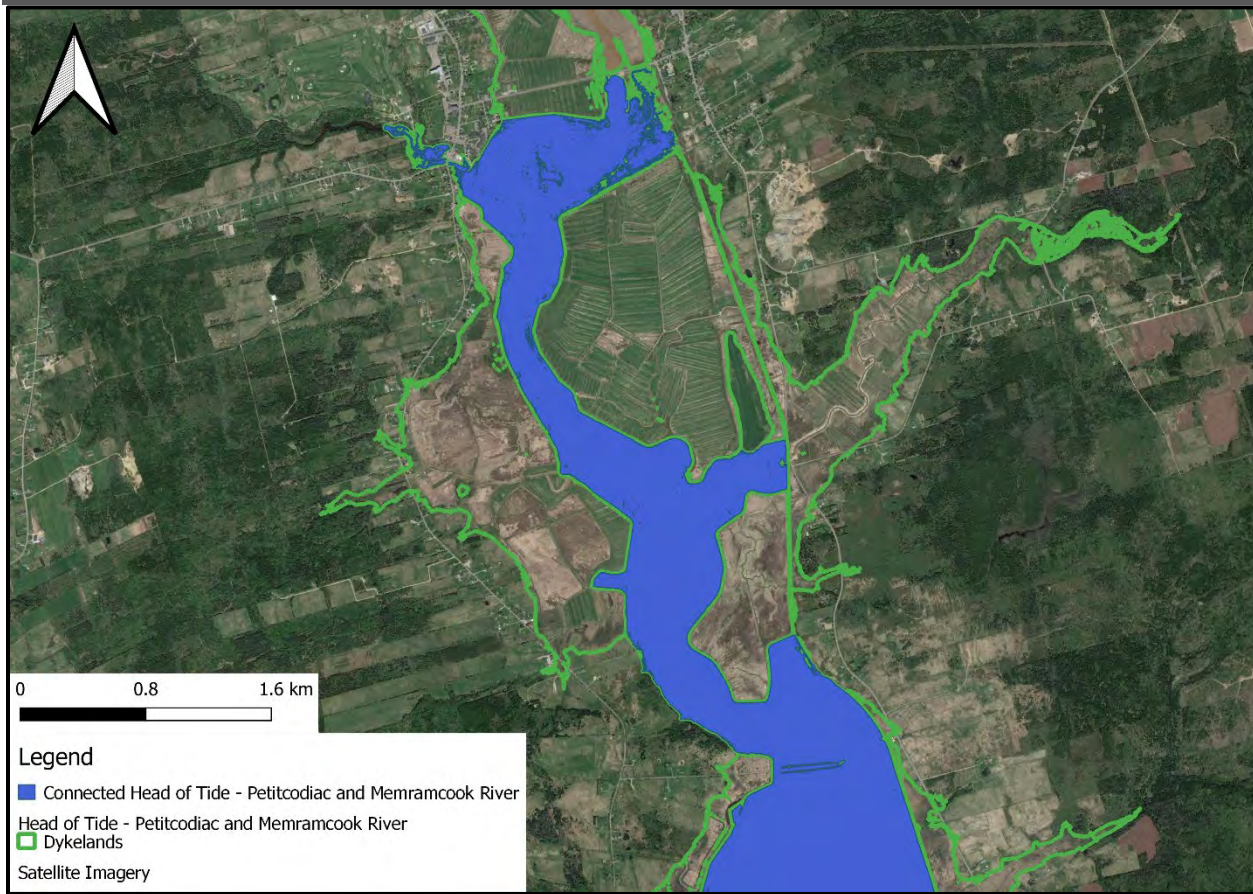 0 0.8 1.6 km
Legend
Connected Head of Tide - Petitcodiac and Memramcook River
Head of Tide - Petitcodiac and Memramcook River
Dykelands
Satellite Imagery